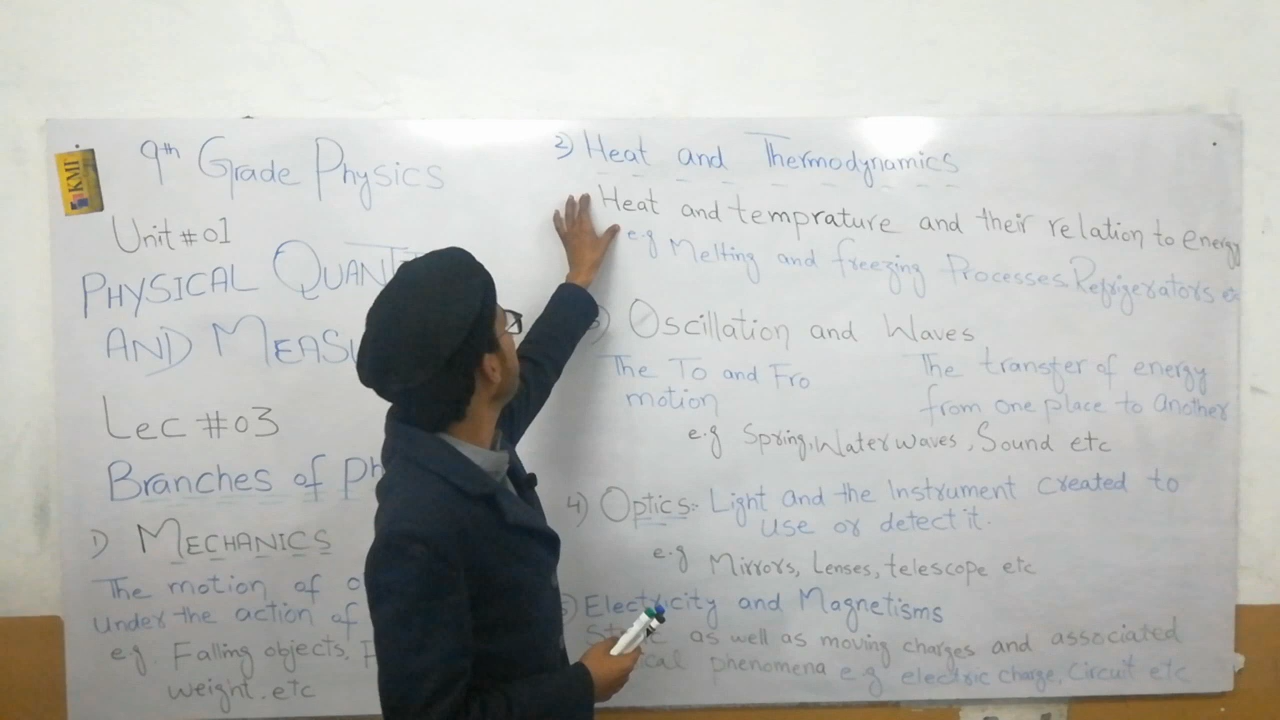 KMI
9th Grade Physics
Unit #01
PHYSICAL QUANT
AND MEASU
Lec #03
Branches of Ph
1) MECHANICS
The motion of o
under the action of
eg. Falling objects,
weight. etc
2) Heat and Thermodynamics
Heat and temprature and their relation to energy
e.g Melting and freezing Processes, Refrigerators
3) Oscillation and Waves
The To and Fro
motion
The transfer of energy
from one place to another
e.g Spring, Water waves, Sound etc
4) Optics:- Light and the Instrument created to
use or detect it.
e.g Mirrors, Lenses, telescope etc
5) Electricity and Magnetisms
as well as moving charges and associated
cal phenomena e.g electric charge, Circuit etc